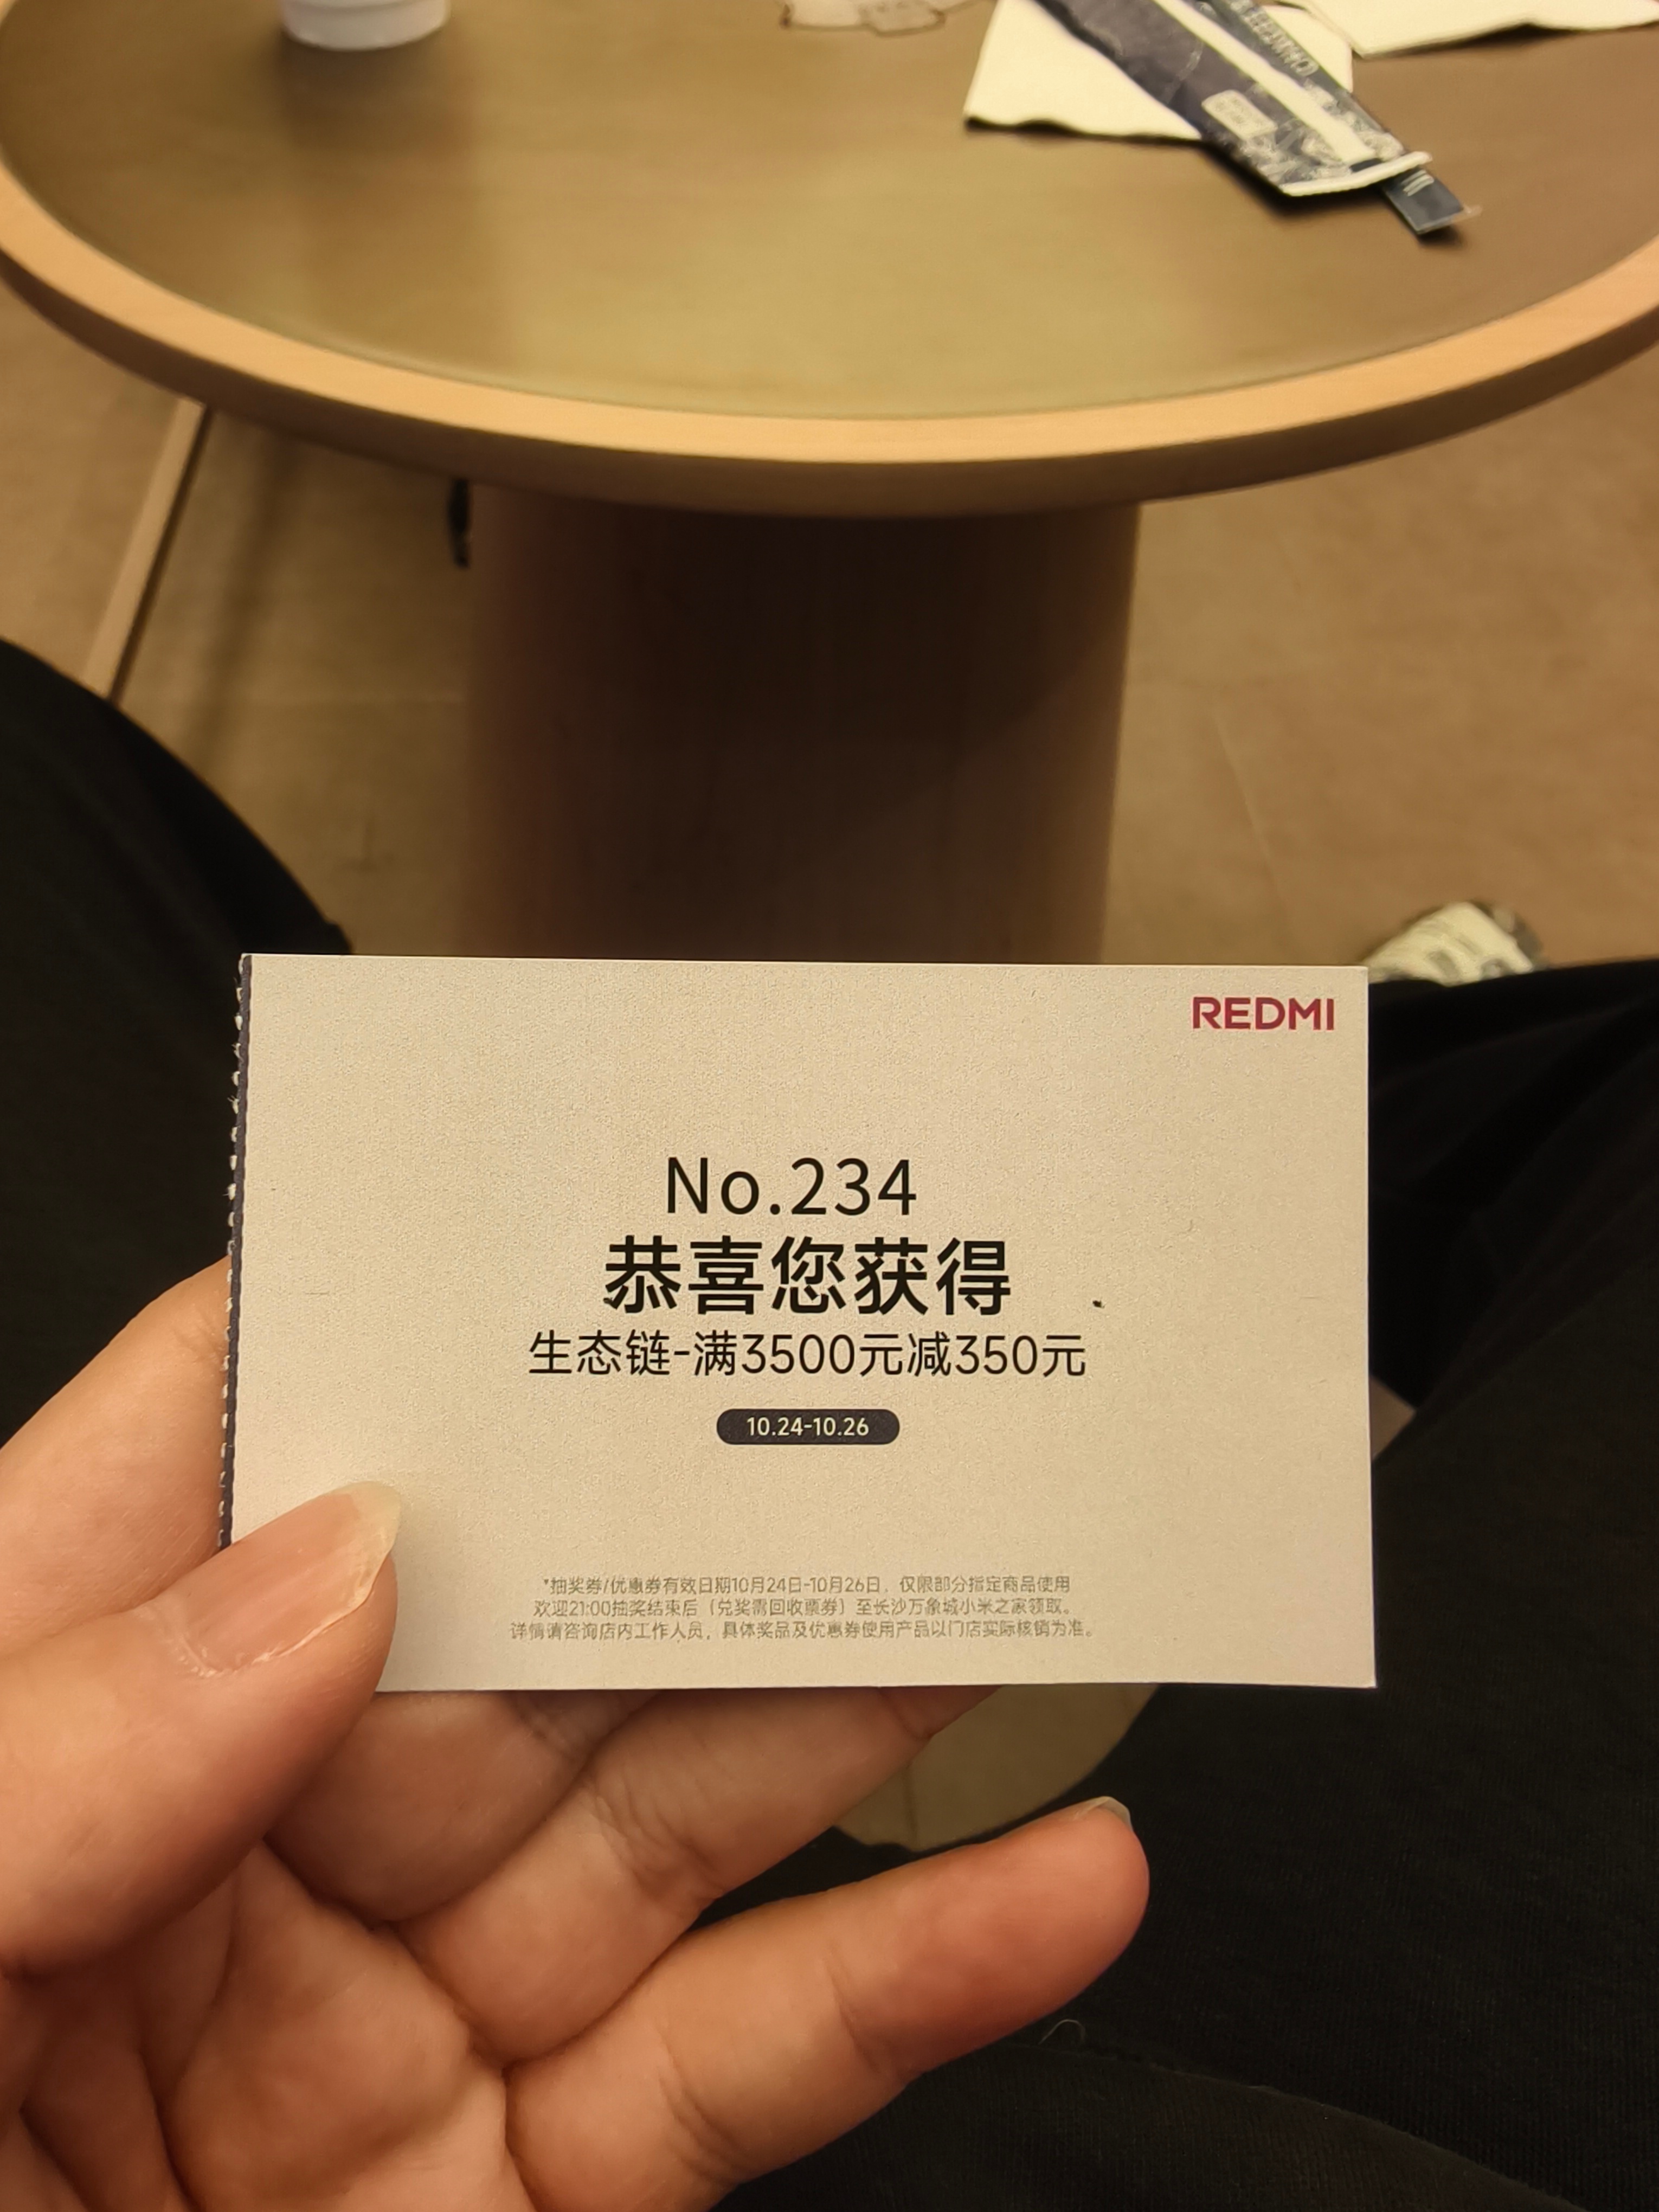 REDMI
No.234
恭喜您获得
生态链-满3500元减350元
10.24-10.26
*抽奖券/优惠券有效日期10月24日-10月26日，仅限部分指定商品使用
欢迎21:00抽奖结束后（兑奖需回收票券）至长沙万象城小米之家领取。
详情请咨询店内工作人员，具体奖品及优惠券使用产品以门店实际核销为准。